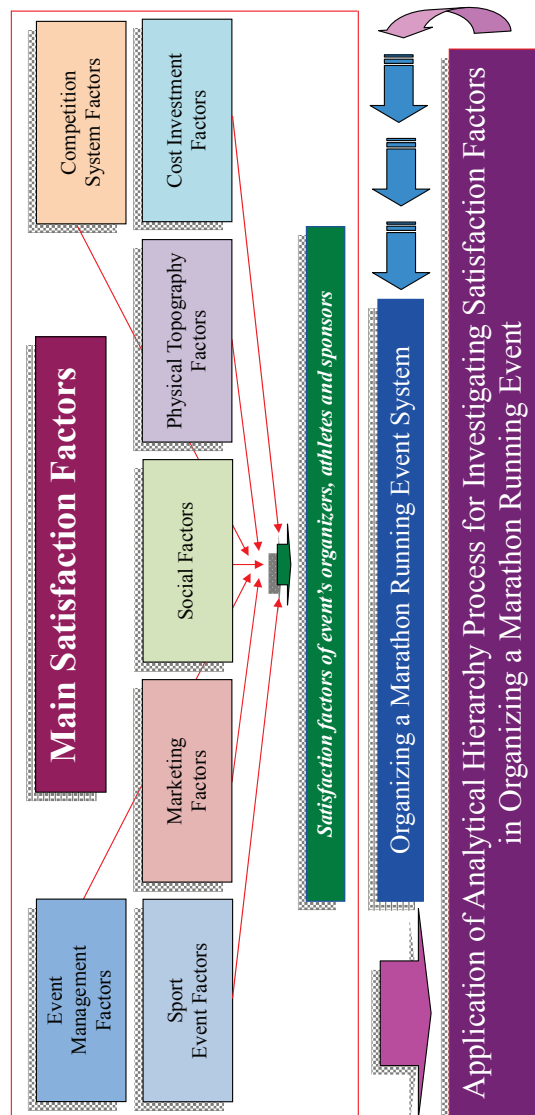 Main Satisfaction Factors
Event
Management
Factors
Competition
System Factors
Sport
Event Factors
Marketing
Factors
Social Factors
Physical Topography
Factors
Cost Investment
Factors
Satisfaction factors of event’s organizers, athletes and sponsors
Organizing a Marathon Running Event System
Application of Analytical Hierarchy Process for Investigating Satisfaction Factors
in Organizing a Marathon Running Event